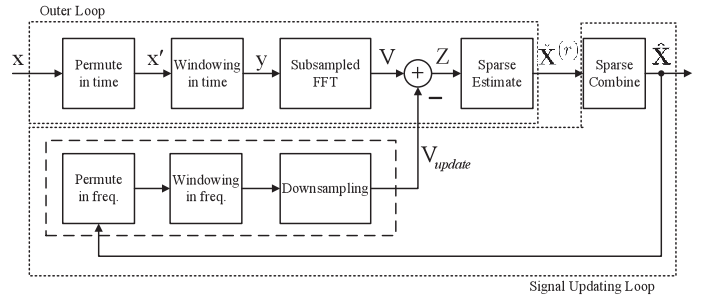 Outer Loop
x
Permute
in time
x′
Windowing
in time
y
Subsampled
FFT
V
+
−
Z
Sparse
Estimate
X̆^(r)
Sparse
Combine
X̂
Permute
in freq.
Windowing
in freq.
Downsampling
V_update
Signal Updating Loop